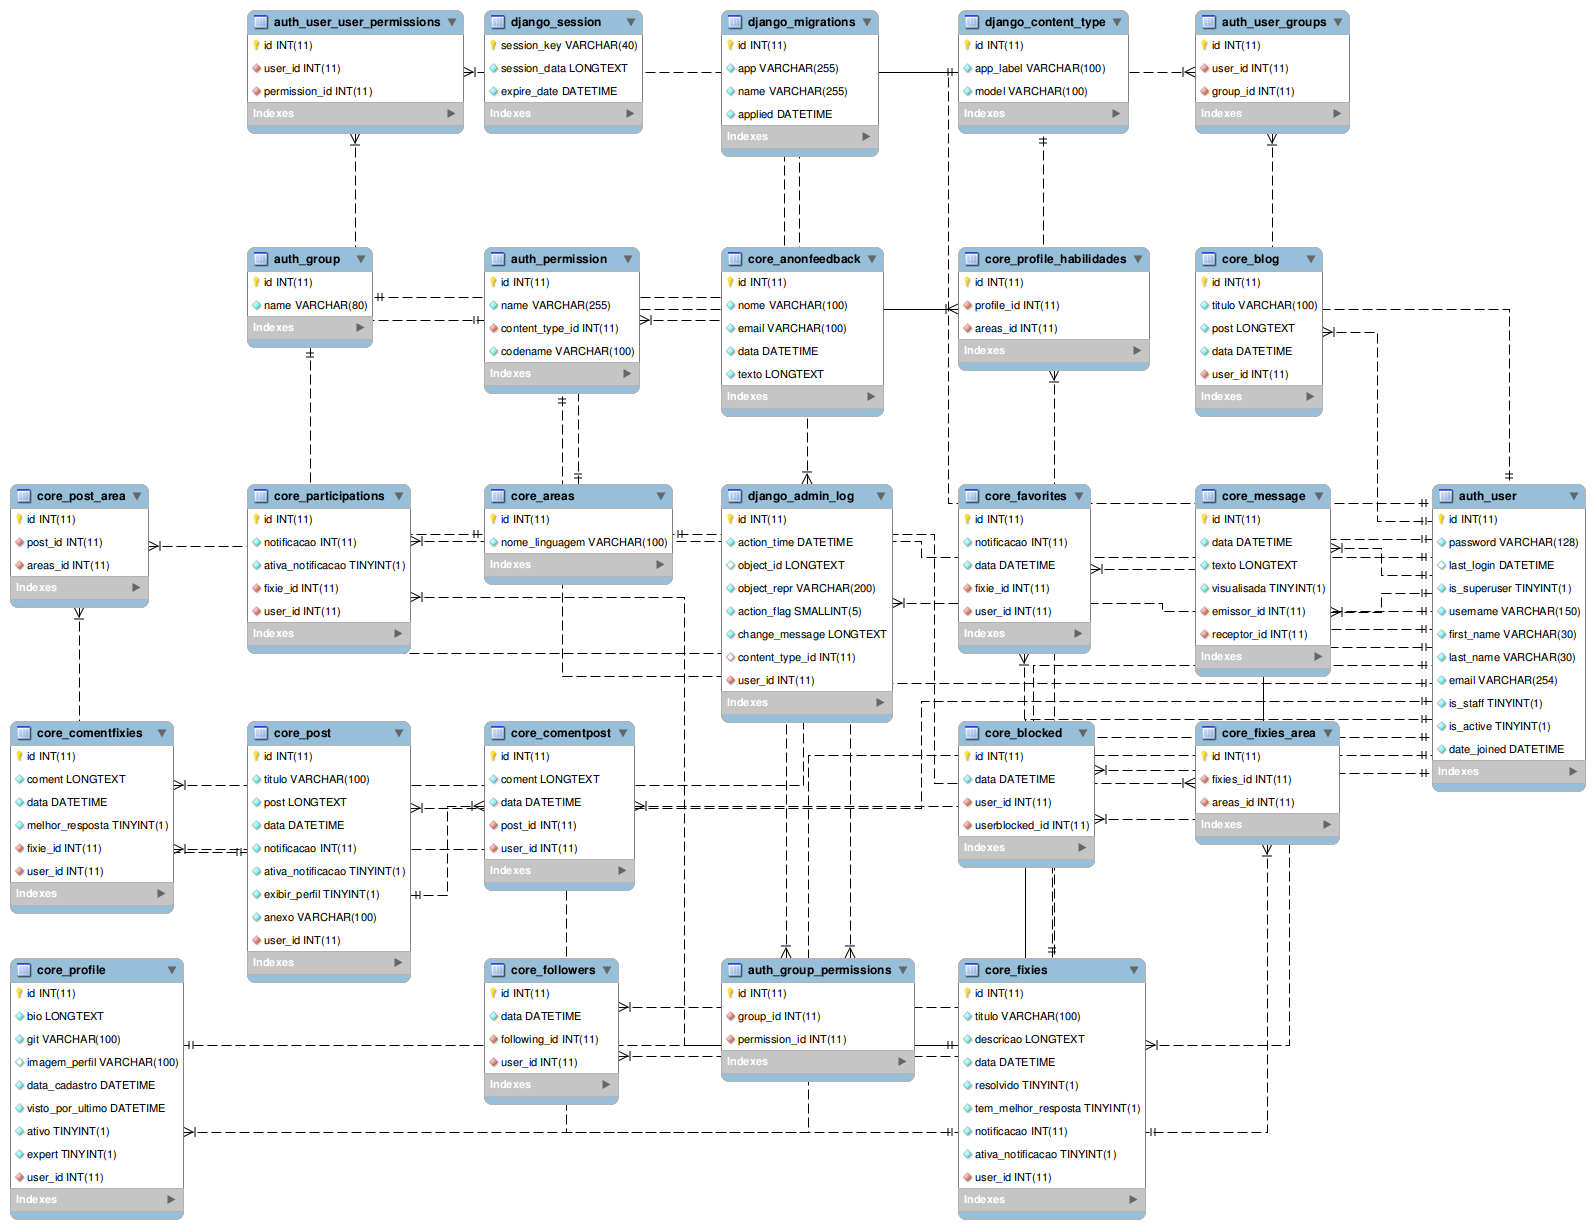 auth_user_user_permissions
id INT(11)
user_id INT(11)
permission_id INT(11)
Indexes
django_session
session_key VARCHAR(40)
session_data LONGTEXT
expire_date DATETIME
Indexes
django_migrations
id INT(11)
app VARCHAR(255)
name VARCHAR(255)
applied DATETIME
Indexes
django_content_type
id INT(11)
app_label VARCHAR(100)
model VARCHAR(100)
Indexes
auth_user_groups
id INT(11)
user_id INT(11)
group_id INT(11)
Indexes
auth_group
id INT(11)
name VARCHAR(80)
Indexes
auth_permission
id INT(11)
name VARCHAR(255)
content_type_id INT(11)
codename VARCHAR(100)
Indexes
core_anonfeedback
id INT(11)
nome VARCHAR(100)
email VARCHAR(100)
data DATETIME
texto LONGTEXT
Indexes
core_profile_habilidades
id INT(11)
profile_id INT(11)
areas_id INT(11)
Indexes
core_blog
id INT(11)
titulo VARCHAR(100)
post LONGTEXT
data DATETIME
user_id INT(11)
Indexes
core_post_area
id INT(11)
post_id INT(11)
areas_id INT(11)
Indexes
core_participations
id INT(11)
notificacao INT(11)
ativa_notificacao TINYINT(1)
fixie_id INT(11)
user_id INT(11)
Indexes
core_areas
id INT(11)
nome_linguagem VARCHAR(100)
Indexes
django_admin_log
id INT(11)
action_time DATETIME
object_id LONGTEXT
object_repr VARCHAR(200)
action_flag SMALLINT(5)
change_message LONGTEXT
content_type_id INT(11)
user_id INT(11)
Indexes
core_favorites
id INT(11)
notificacao INT(11)
data DATETIME
fixie_id INT(11)
user_id INT(11)
Indexes
core_message
id INT(11)
data DATETIME
texto LONGTEXT
visualisada TINYINT(1)
emissor_id INT(11)
receptor_id INT(11)
Indexes
auth_user
id INT(11)
password VARCHAR(128)
last_login DATETIME
is_superuser TINYINT(1)
username VARCHAR(150)
first_name VARCHAR(30)
last_name VARCHAR(30)
email VARCHAR(254)
is_staff TINYINT(1)
is_active TINYINT(1)
date_joined DATETIME
Indexes
core_comentfixies
id INT(11)
coment LONGTEXT
data DATETIME
melhor_resposta TINYINT(1)
fixie_id INT(11)
user_id INT(11)
Indexes
core_post
id INT(11)
titulo VARCHAR(100)
post LONGTEXT
data DATETIME
notificacao INT(11)
ativa_notificacao TINYINT(1)
exibir_perfil TINYINT(1)
anexo VARCHAR(100)
user_id INT(11)
Indexes
core_comentpost
id INT(11)
coment LONGTEXT
data DATETIME
post_id INT(11)
user_id INT(11)
Indexes
core_blocked
id INT(11)
data DATETIME
user_id INT(11)
userblocked_id INT(11)
Indexes
core_fixies_area
id INT(11)
fixies_id INT(11)
areas_id INT(11)
Indexes
core_profile
id INT(11)
bio LONGTEXT
git VARCHAR(100)
imagem_perfil VARCHAR(100)
data_cadastro DATETIME
visto_por_ultimo DATETIME
ativo TINYINT(1)
expert TINYINT(1)
user_id INT(11)
Indexes
core_followers
id INT(11)
data DATETIME
following_id INT(11)
user_id INT(11)
Indexes
auth_group_permissions
id INT(11)
group_id INT(11)
permission_id INT(11)
Indexes
core_fixies
id INT(11)
titulo VARCHAR(100)
descricao LONGTEXT
data DATETIME
resolvido TINYINT(1)
tem_melhor_resposta TINYINT(1)
notificacao INT(11)
ativa_notificacao TINYINT(1)
user_id INT(11)
Indexes